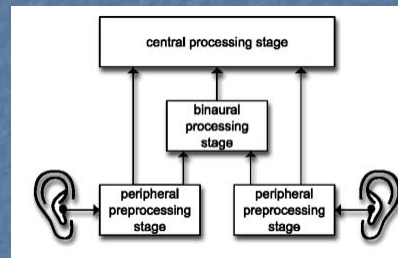 central processing stage
binaural
processing
stage
peripheral
preprocessing
stage
peripheral
preprocessing
stage